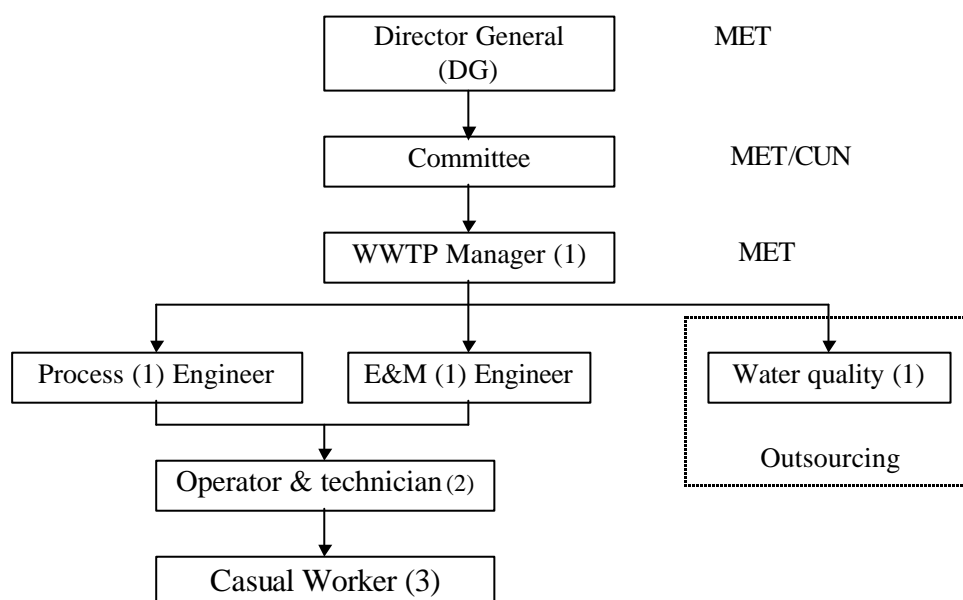 Director General
(DG)
MET
Committee
MET/CUN
WWTP Manager (1)
MET
Process (1) Engineer
E&M (1) Engineer
Water quality (1)
Outsourcing
Operator & technician (2)
Casual Worker (3)